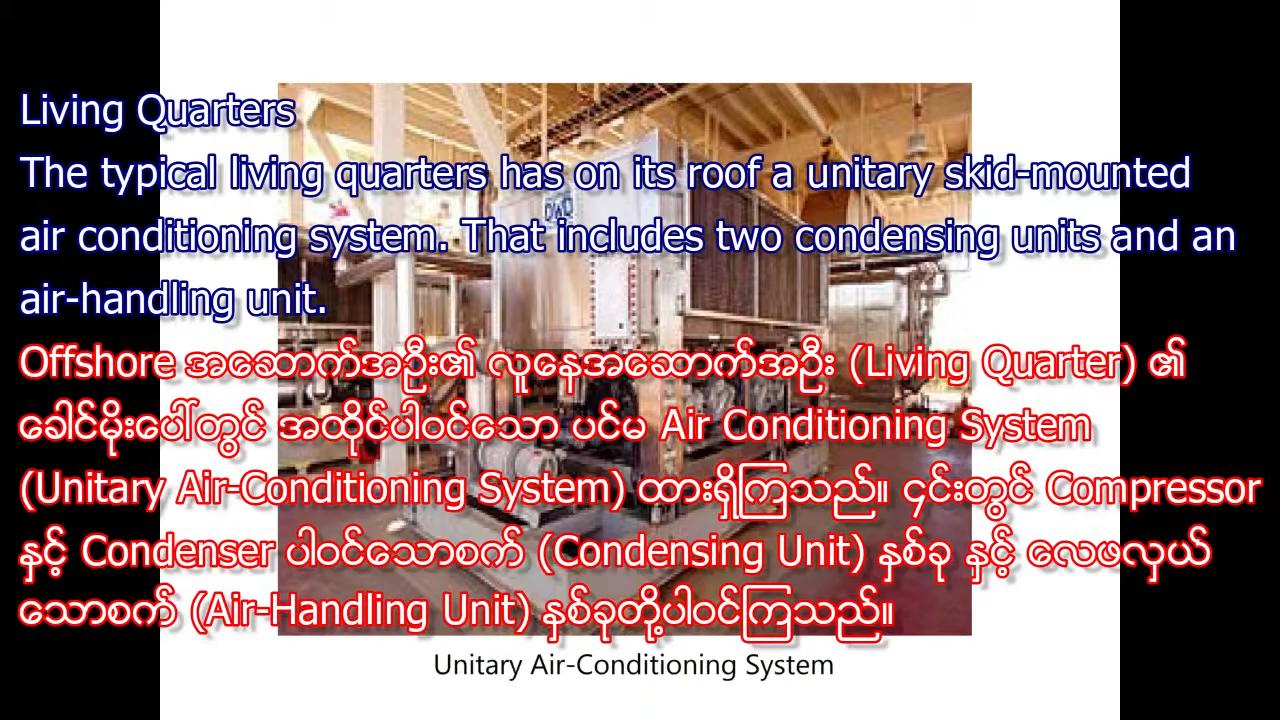 Living Quarters
The typical living quarters has on its roof a unitary skid-mounted
air conditioning system. That includes two condensing units and an
air-handling unit.
Offshore အဆောက်အဦး၏ လူနေအဆောက်အဦး (Living Quarter) ၏
ခေါင်မိုးပေါ်တွင် အထိုင်ပါဝင်သော ပင်မ Air Conditioning System
(Unitary Air-Conditioning System) ထားရှိကြသည်။ ၄င်းတွင် Compressor
နှင့် Condenser ပါဝင်သောစက် (Condensing Unit) နှစ်ခု နှင့် လေဖလှယ်
သောစက် (Air-Handling Unit) နှစ်ခုတို့ပါဝင်ကြသည်။
Unitary Air-Conditioning System